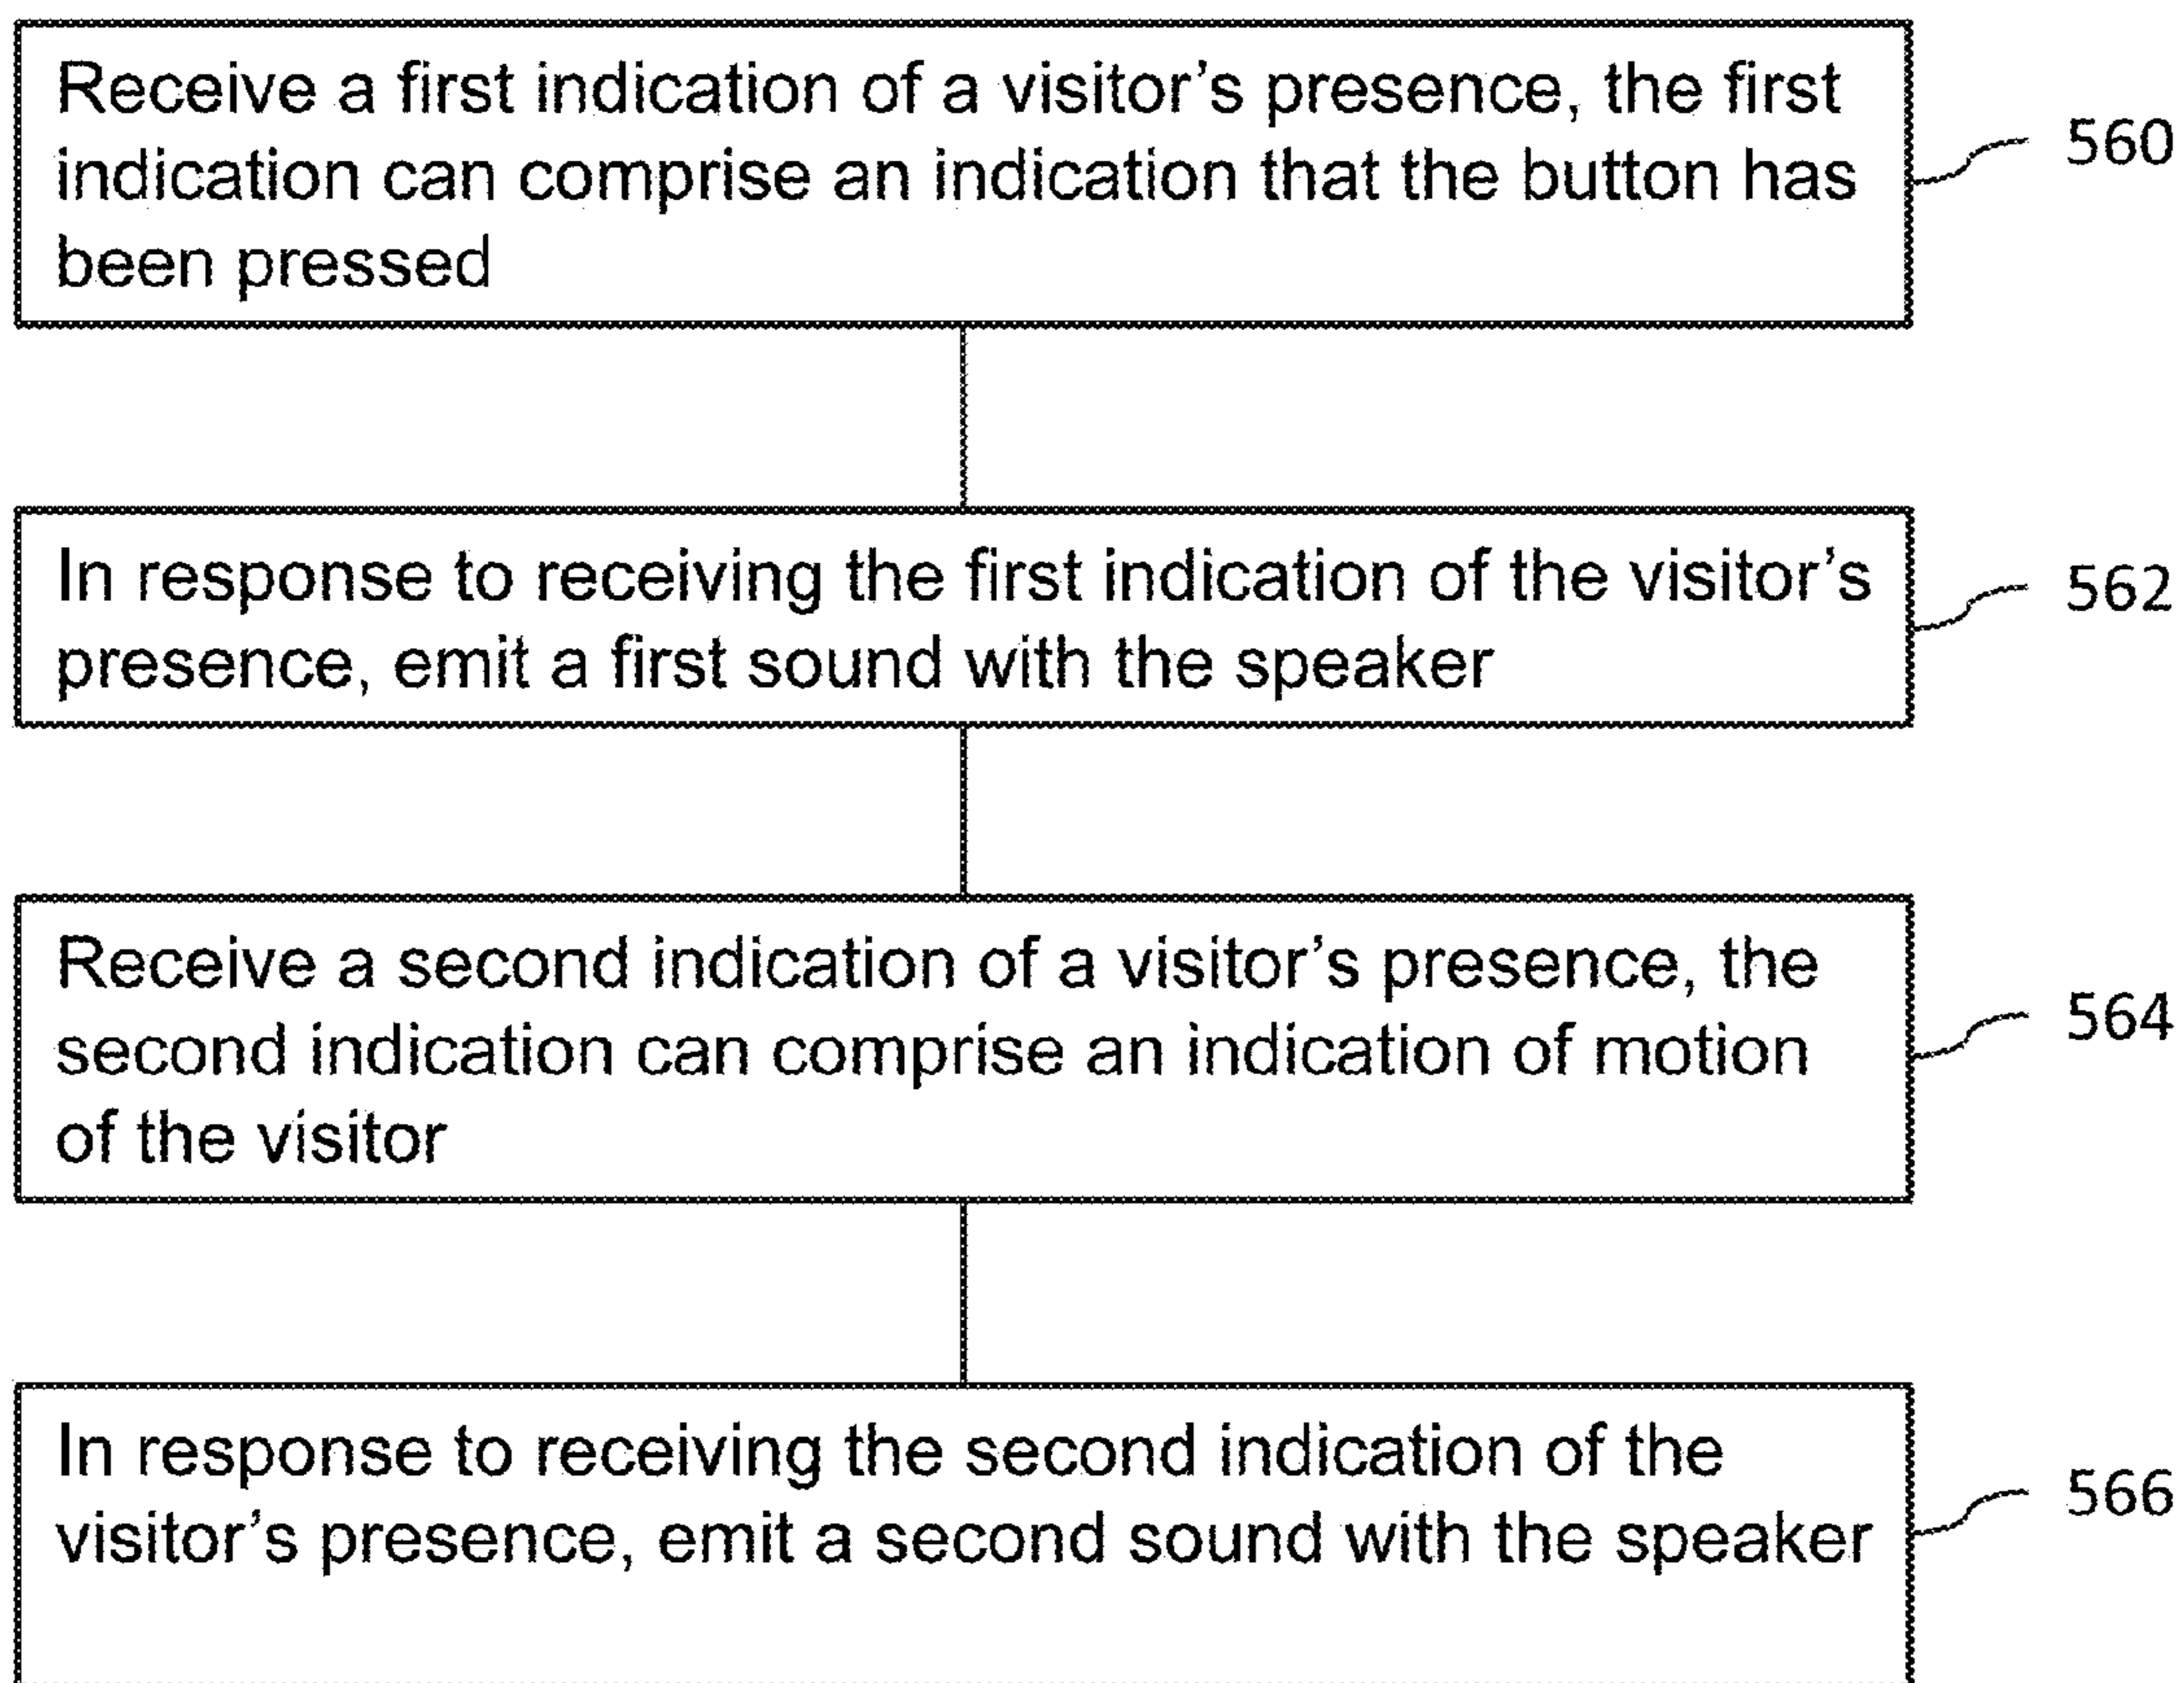 Receive a first indication of a visitor's presence, the first
indication can comprise an indication that the button has
been pressed
560
In response to receiving the first indication of the visitor's
presence, emit a first sound with the speaker
562
Receive a second indication of a visitor's presence, the
second indication can comprise an indication of motion
of the visitor
564
In response to receiving the second indication of the
visitor's presence, emit a second sound with the speaker
566